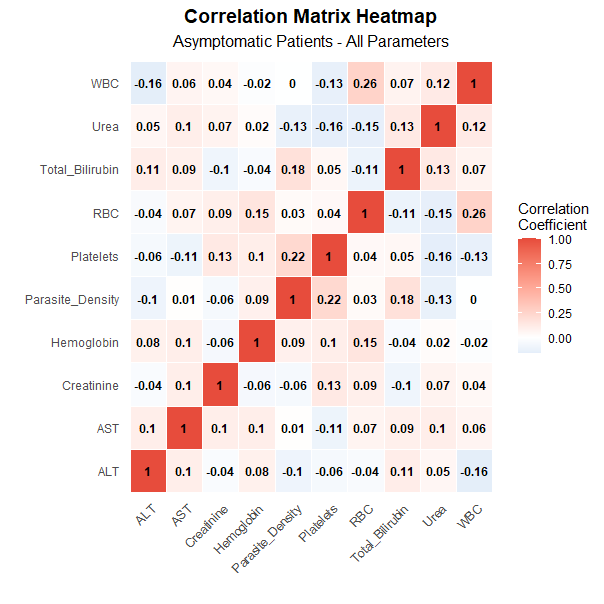 Correlation Matrix Heatmap
Asymptomatic Patients - All Parameters
WBC -0.16 0.06 0.04 -0.02 0 -0.13 0.26 0.07 0.12 1
Urea 0.05 0.1 0.07 0.02 -0.13 -0.16 -0.15 0.13 1 0.12
Total_Bilirubin 0.11 0.09 -0.1 -0.04 0.18 0.05 -0.11 1 0.13 0.07
RBC -0.04 0.07 0.09 0.15 0.03 0.04 1 -0.11 -0.15 0.26
Platelets -0.06 -0.11 0.13 0.1 0.22 1 0.04 0.05 -0.16 -0.13
Parasite_Density -0.1 0.01 -0.06 0.09 1 0.22 0.03 0.18 -0.13 0
Hemoglobin 0.08 0.1 -0.06 1 0.09 0.1 0.15 -0.04 0.02 -0.02
Creatinine -0.04 0.1 1 -0.06 -0.06 0.13 0.09 -0.1 0.07 0.04
AST 0.1 1 0.1 0.1 0.01 -0.11 0.07 0.09 0.1 0.06
ALT 1 0.1 -0.04 0.08 -0.1 -0.06 -0.04 0.11 0.05 -0.16
ALT AST Creatinine Hemoglobin Parasite_Density Platelets RBC Total_Bilirubin Urea WBC
Correlation
Coefficient
1.00
0.75
0.50
0.25
0.00